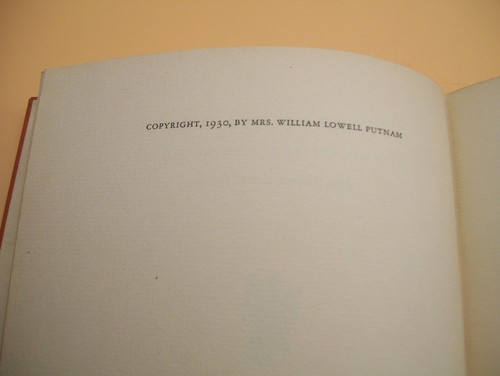 COPYRIGHT, 1930, BY MRS. WILLIAM LOWELL PUTNAM